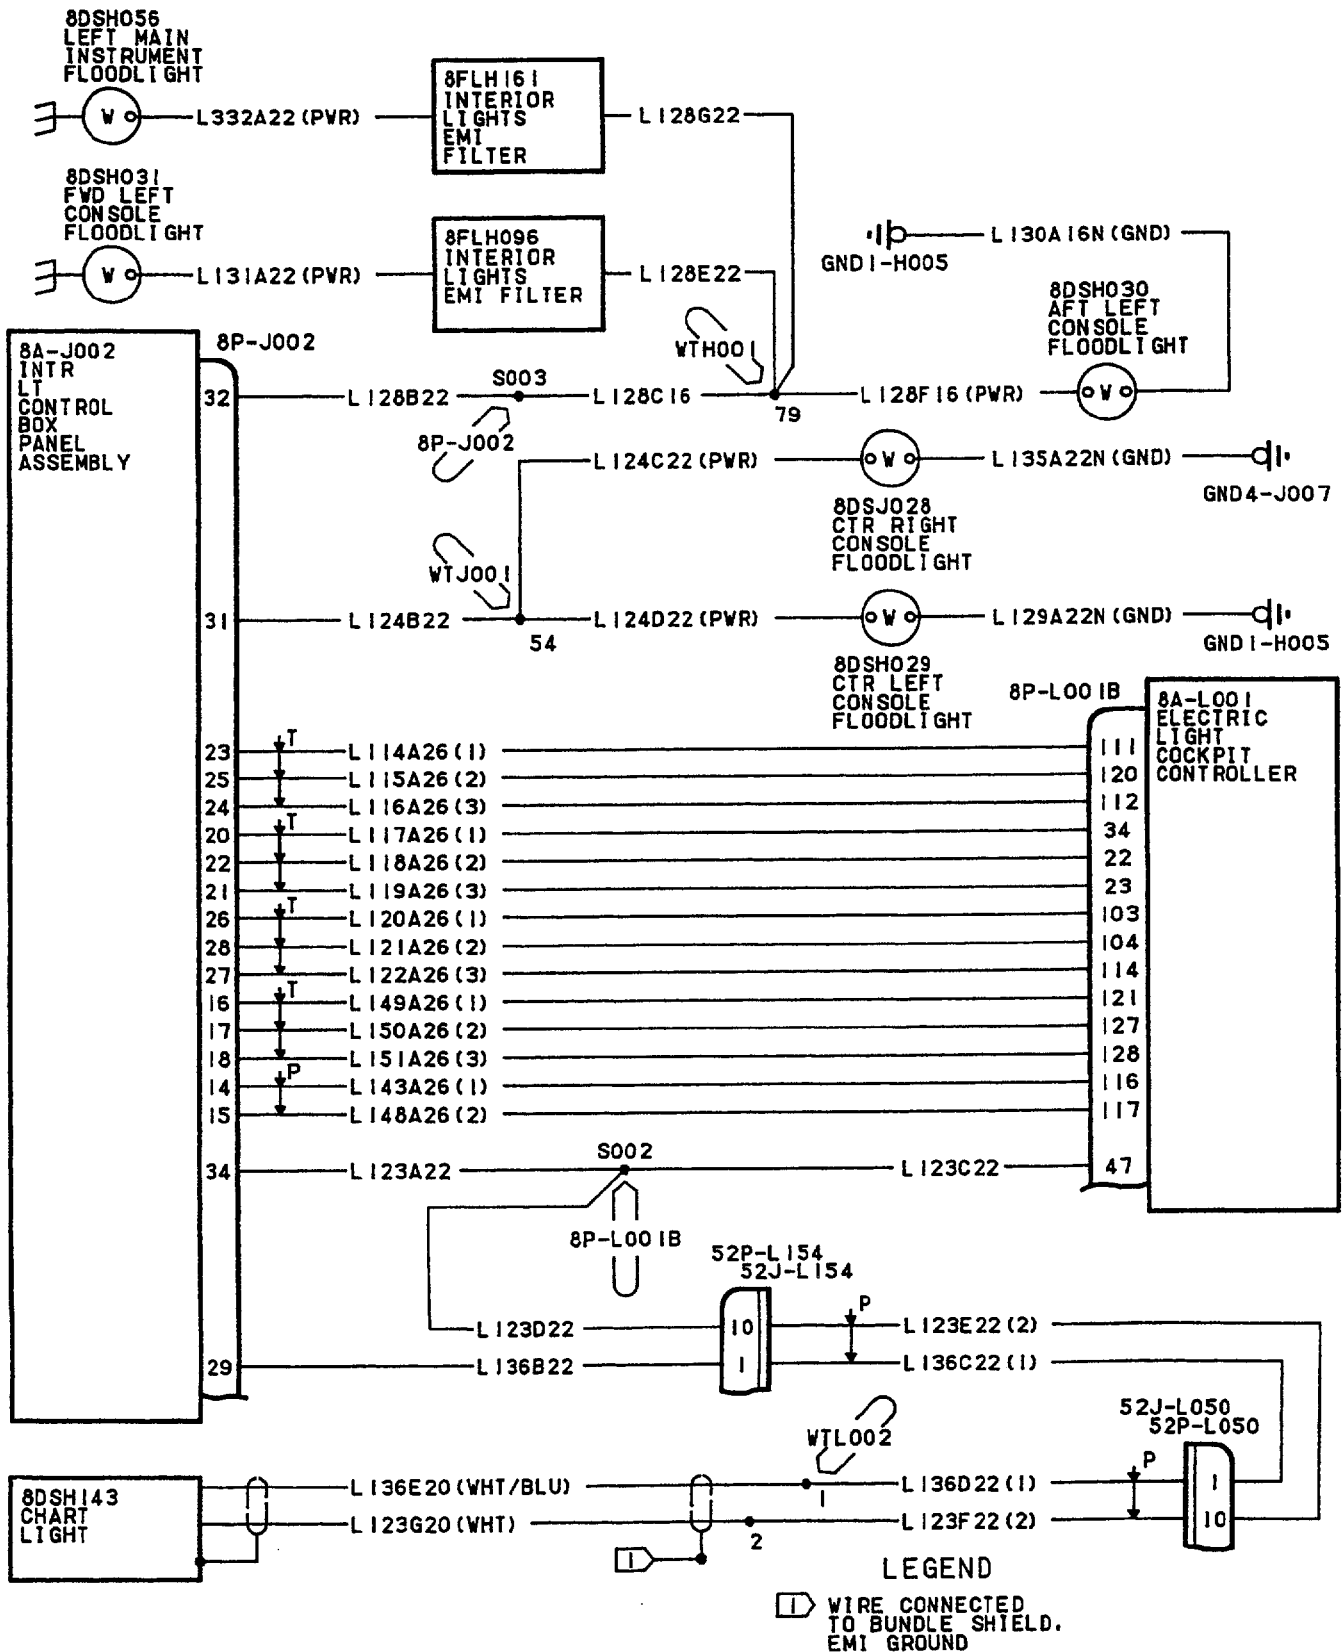 8DSH056
LEFT MAIN
INSTRUMENT
FLOODLIGHT
W
L332A22(PWR)
8FLH161
INTERIOR
LIGHTS
EMI
FILTER
L128G22
8DSH031
FWD LEFT
CONSOLE
FLOODLIGHT
W
L131A22(PWR)
8FLH096
INTERIOR
LIGHTS
EMI FILTER
L128E22
GND1-H005
L130A16N(GND)
8DSH030
AFT LEFT
CONSOLE
FLOODLIGHT
8A-J002
INTR
LT
CONTROL
BOX
PANEL
ASSEMBLY
8P-J002
32
L128B22
S003
8P-J002
L128C16
WTH001
79
L128F16(PWR)
W
L124C22(PWR)
W
L135A22N(GND)
GND4-J007
8DSJ028
CTR RIGHT
CONSOLE
FLOODLIGHT
WTJ001
31
L124B22
54
L124D22(PWR)
W
L129A22N(GND)
GND1-H005
8DSH029
CTR LEFT
CONSOLE
FLOODLIGHT
8P-L001B
8A-L001
ELECTRIC
LIGHT
COCKPIT
CONTROLLER
T
23 L114A26(1) 111
25 L115A26(2) 120
24 L116A26(3) 112
T
20 L117A26(1) 34
22 L118A26(2) 22
21 L119A26(3) 23
T
26 L120A26(1) 103
28 L121A26(2) 104
27 L122A26(3) 114
T
16 L149A26(1) 121
17 L150A26(2) 127
18 L151A26(3) 128
P
14 L143A26(1) 116
15 L148A26(2) 117
S002
34 L123A22 L123C22 47
8P-L001B
52P-L154
52J-L154
P
L123D22 10 L123E22(2)
29 L136B22 1 L136C22(1)
52J-L050
52P-L050
WTL002
P
8DSH143
CHART
LIGHT
L136E20(WHT/BLU) 1 L136D22(1) 1
L123G20(WHT) 2 L123F22(2) 10
1
LEGEND
1 WIRE CONNECTED
TO BUNDLE SHIELD.
EMI GROUND